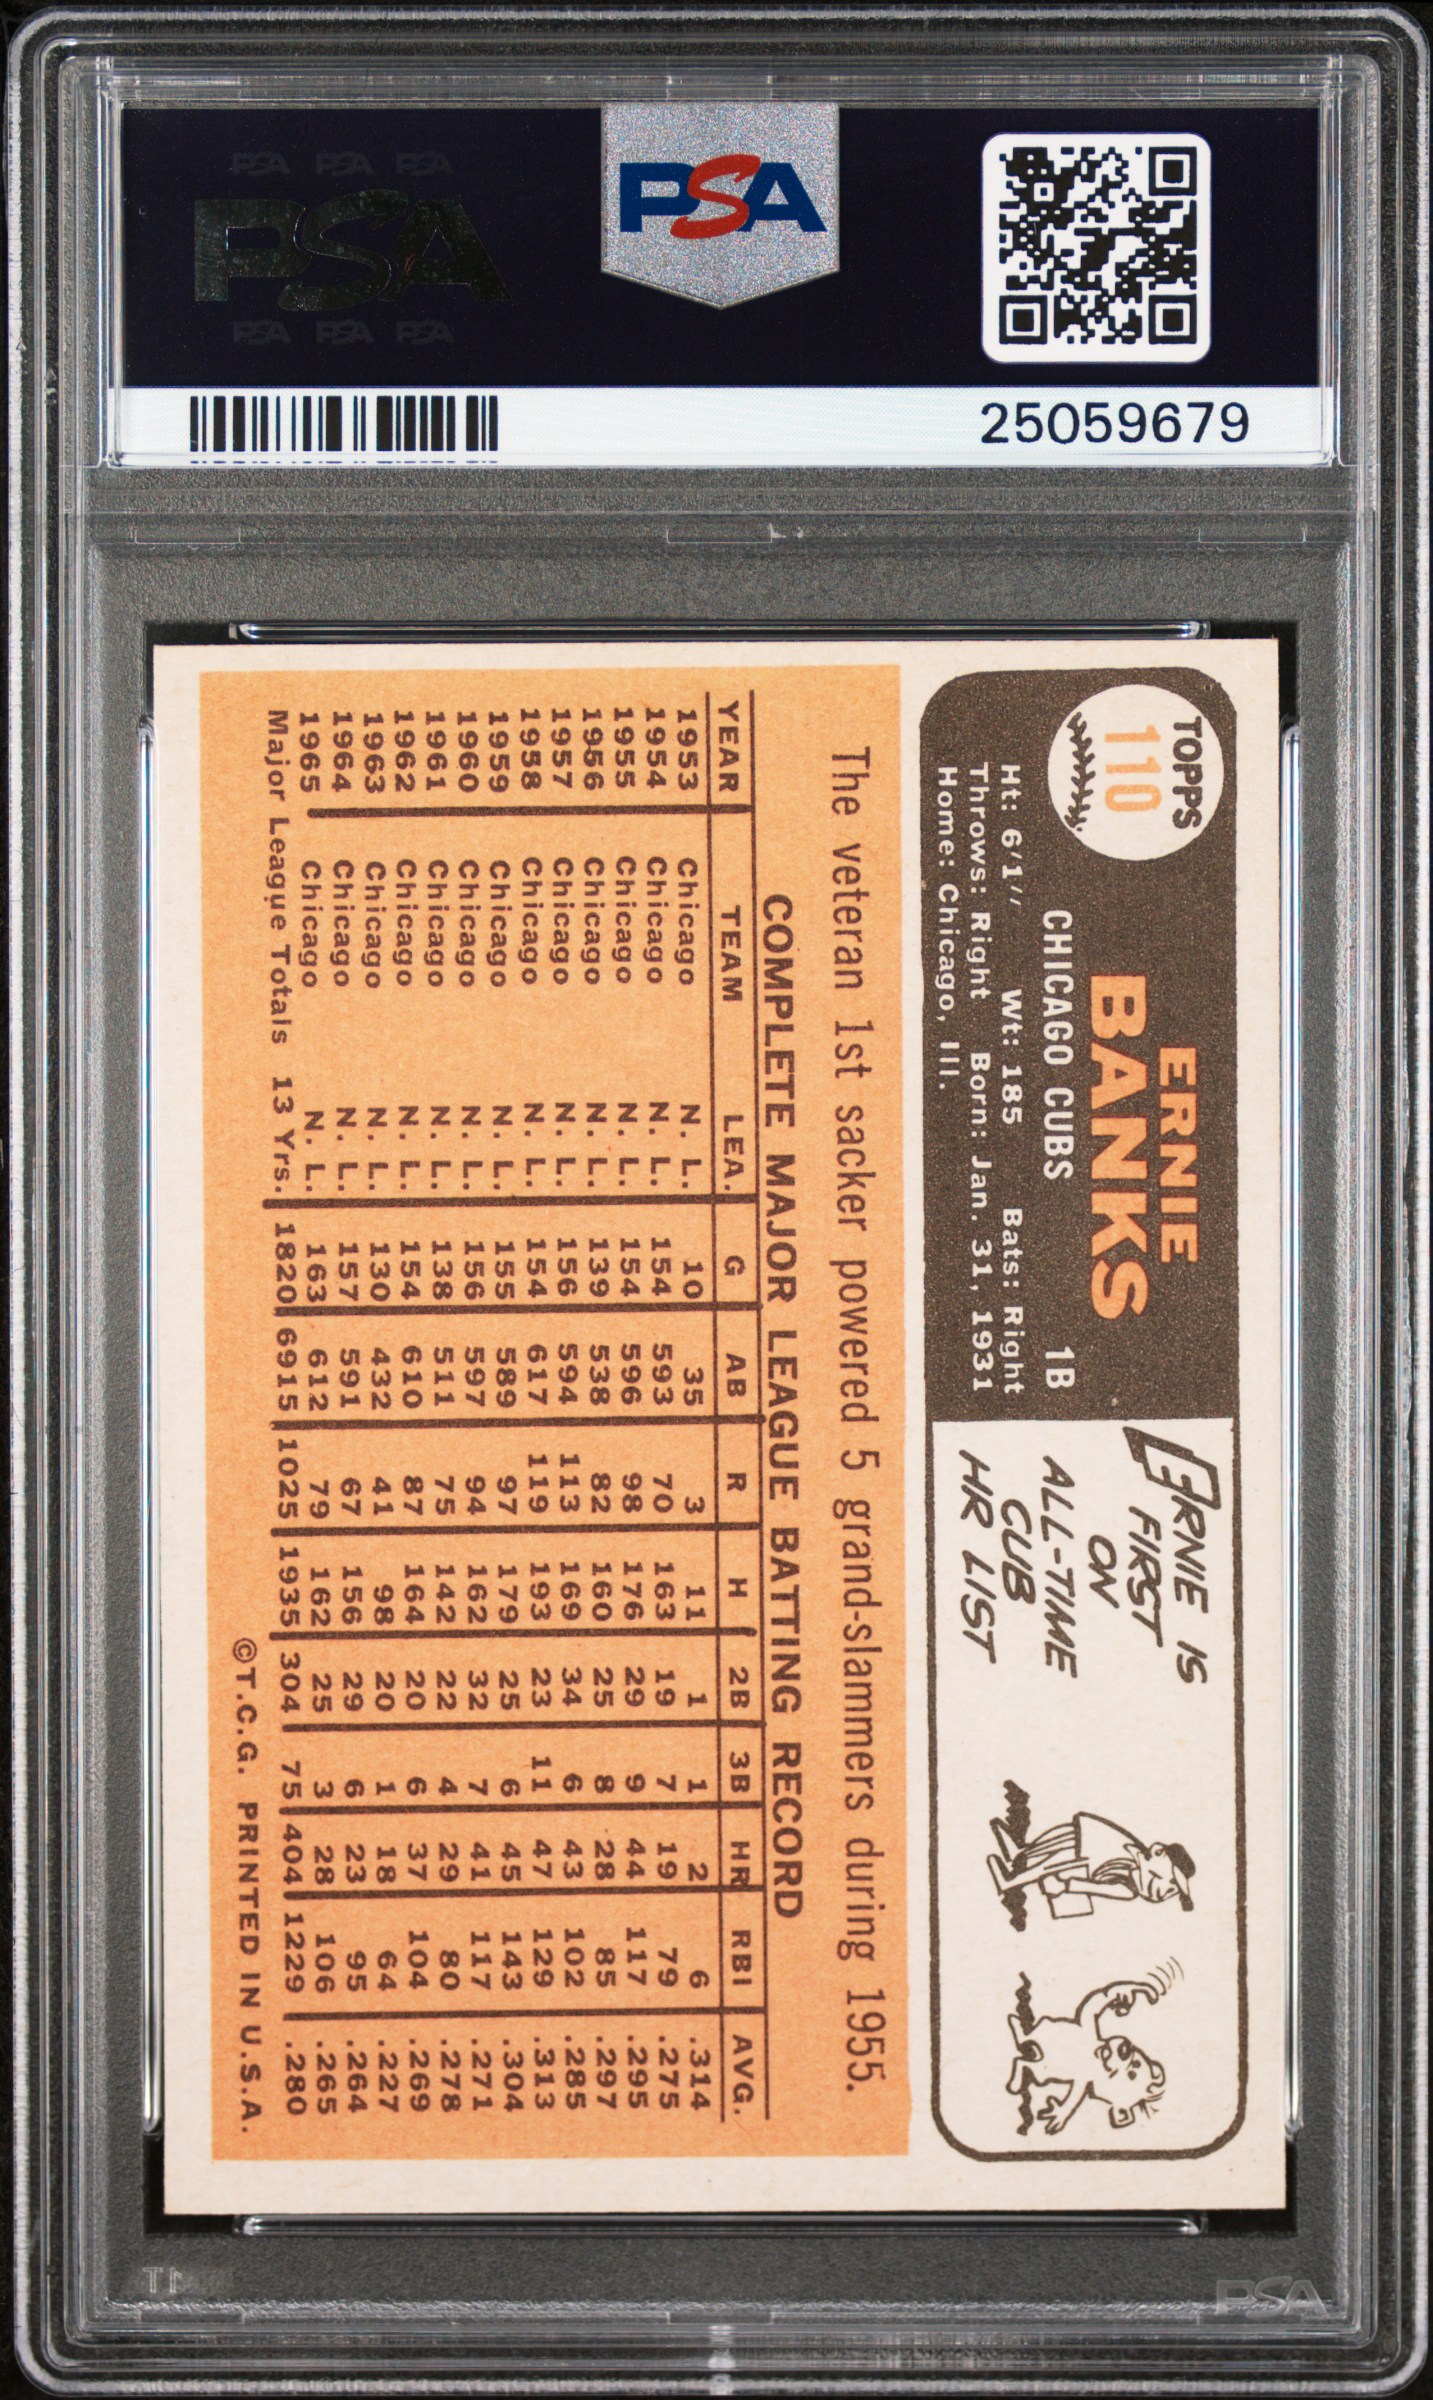 PSA PSA PSA
PSA
PSA PSA PSA
PSA
25059679
TOPPS
110
ERNIE
BANKS
CHICAGO CUBS 1B
Ht: 6'1" Wt: 185 Bats: Right
Throws: Right Born: Jan. 31, 1931
Home: Chicago, Ill.
ERNIE IS
FIRST
ON
ALL-TIME
CUB
HR LIST
The veteran 1st sacker powered 5 grand-slammers during 1955.
COMPLETE MAJOR LEAGUE BATTING RECORD
YEAR TEAM LEA. G AB R H 2B 3B HR RBI AVG.
1953 Chicago N. L. 10 35 3 11 1 1 2 6 .314
1954 Chicago N. L. 154 593 70 163 19 7 19 79 .275
1955 Chicago N. L. 154 596 98 176 29 9 44 117 .295
1956 Chicago N. L. 139 538 82 160 25 8 28 85 .297
1957 Chicago N. L. 156 594 113 169 34 6 43 102 .285
1958 Chicago N. L. 154 617 119 193 23 11 47 129 .313
1959 Chicago N. L. 155 589 97 179 25 6 45 143 .304
1960 Chicago N. L. 156 597 94 162 32 7 41 117 .271
1961 Chicago N. L. 138 511 75 142 22 4 29 80 .278
1962 Chicago N. L. 154 610 87 164 20 6 37 104 .269
1963 Chicago N. L. 130 432 41 98 20 1 18 64 .227
1964 Chicago N. L. 157 591 67 156 29 6 23 95 .264
1965 Chicago N. L. 163 612 79 162 25 3 28 106 .265
Major League Totals 13 Yrs. 1820 6915 1025 1935 304 75 404 1229 .280
©T.C.G. PRINTED IN U.S.A.
PSA